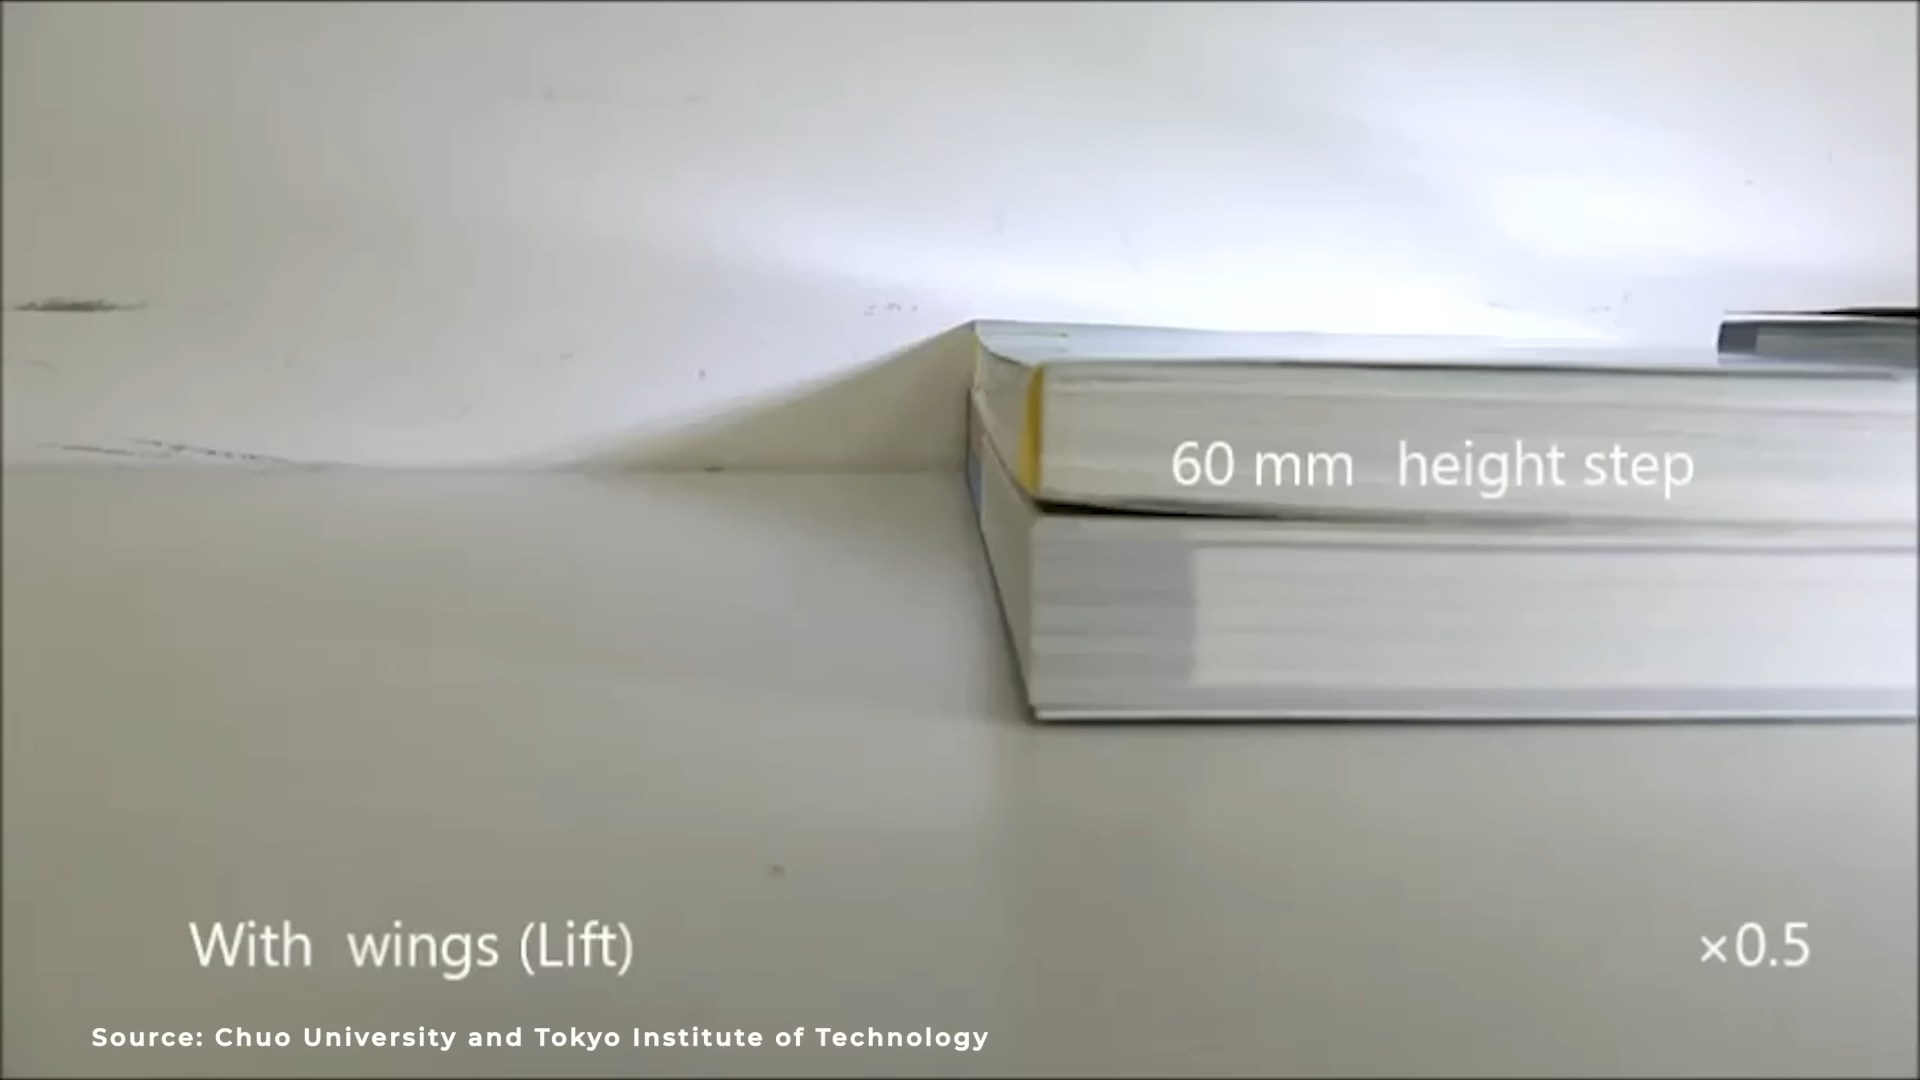 60 mm height step
With wings (Lift)
×0.5
Source: Chuo University and Tokyo Institute of Technology